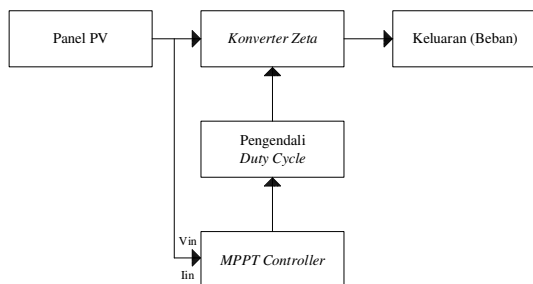 Panel PV
Konverter Zeta
Keluaran (Beban)
Pengendali
Duty Cycle
Vin
Iin
MPPT Controller